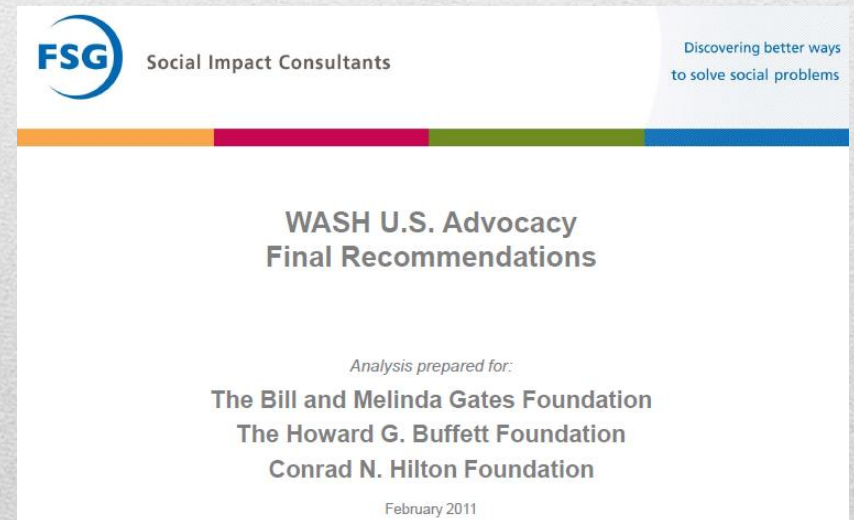 FSG
Social Impact Consultants
Discovering better ways
to solve social problems
WASH U.S. Advocacy
Final Recommendations
Analysis prepared for:
The Bill and Melinda Gates Foundation
The Howard G. Buffett Foundation
Conrad N. Hilton Foundation
February 2011